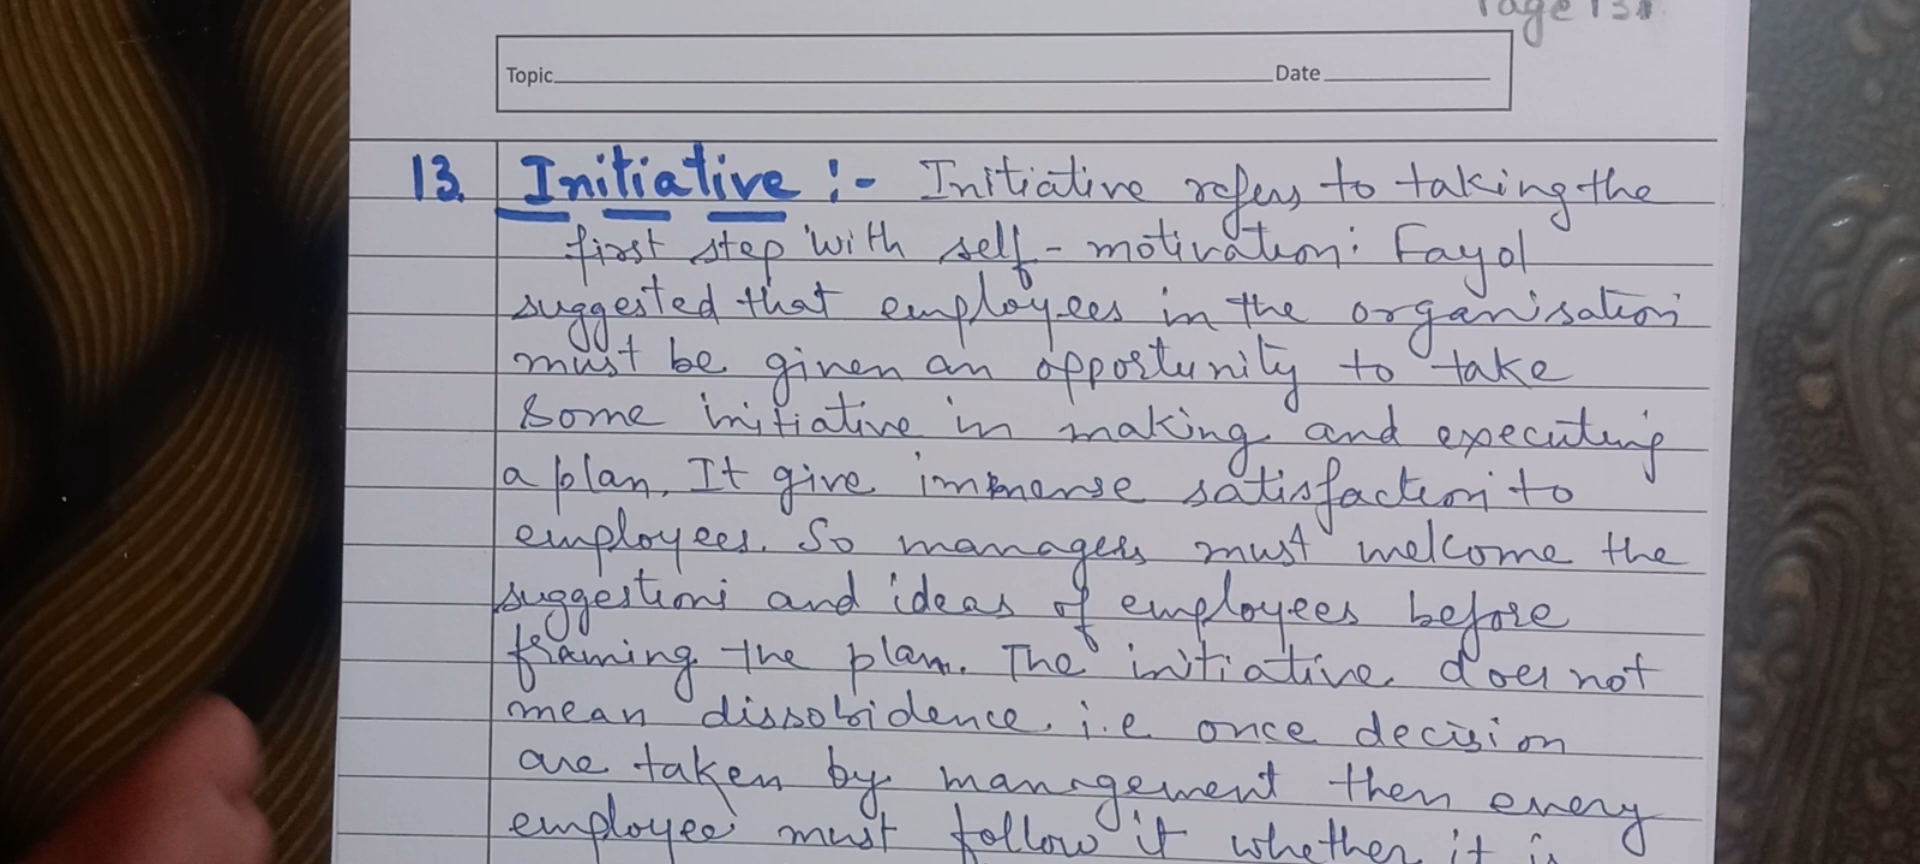 Page 13
Topic Date
13. Initiative :- Initiative refers to taking the
first step with self-motivation. Fayol
suggested that employees in the organisation
must be given an opportunity to take
some initiative in making and executing
a plan. It give immense satisfaction to
employees. So managers must welcome the
suggestions and ideas of employees before
framing the plan. The initiative does not
mean dissobidence i.e once decision
are taken by management then every
employee must follow it whether it is